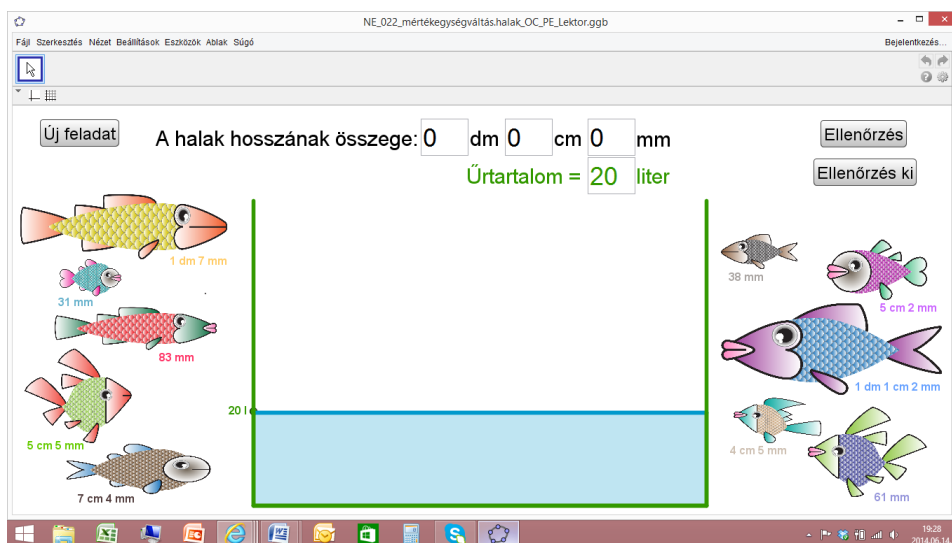 NE_022_mértékegységváltás.halak_OC_PE_Lektor.ggb
Fájl Szerkesztés Nézet Beállítások Eszközök Ablak Súgó
Bejelentkezés...
Új feladat
A halak hosszának összege: 0 dm 0 cm 0 mm
Ellenőrzés
Űrtartalom = 20 liter
Ellenőrzés ki
1 dm 7 mm
31 mm
83 mm
5 cm 5 mm
7 cm 4 mm
20 l
38 mm
5 cm 2 mm
1 dm 1 cm 2 mm
4 cm 5 mm
61 mm
19:28
2014.06.14